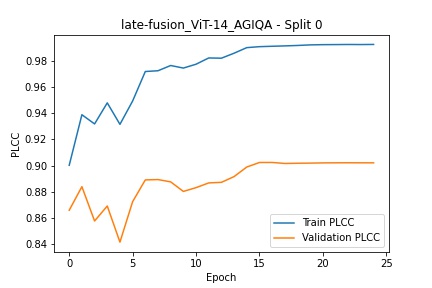 late-fusion_ViT-14_AGIQA - Split 0
PLCC
0.98
0.96
0.94
0.92
0.90
0.88
0.86
0.84
Train PLCC
Validation PLCC
0 5 10 15 20 25
Epoch